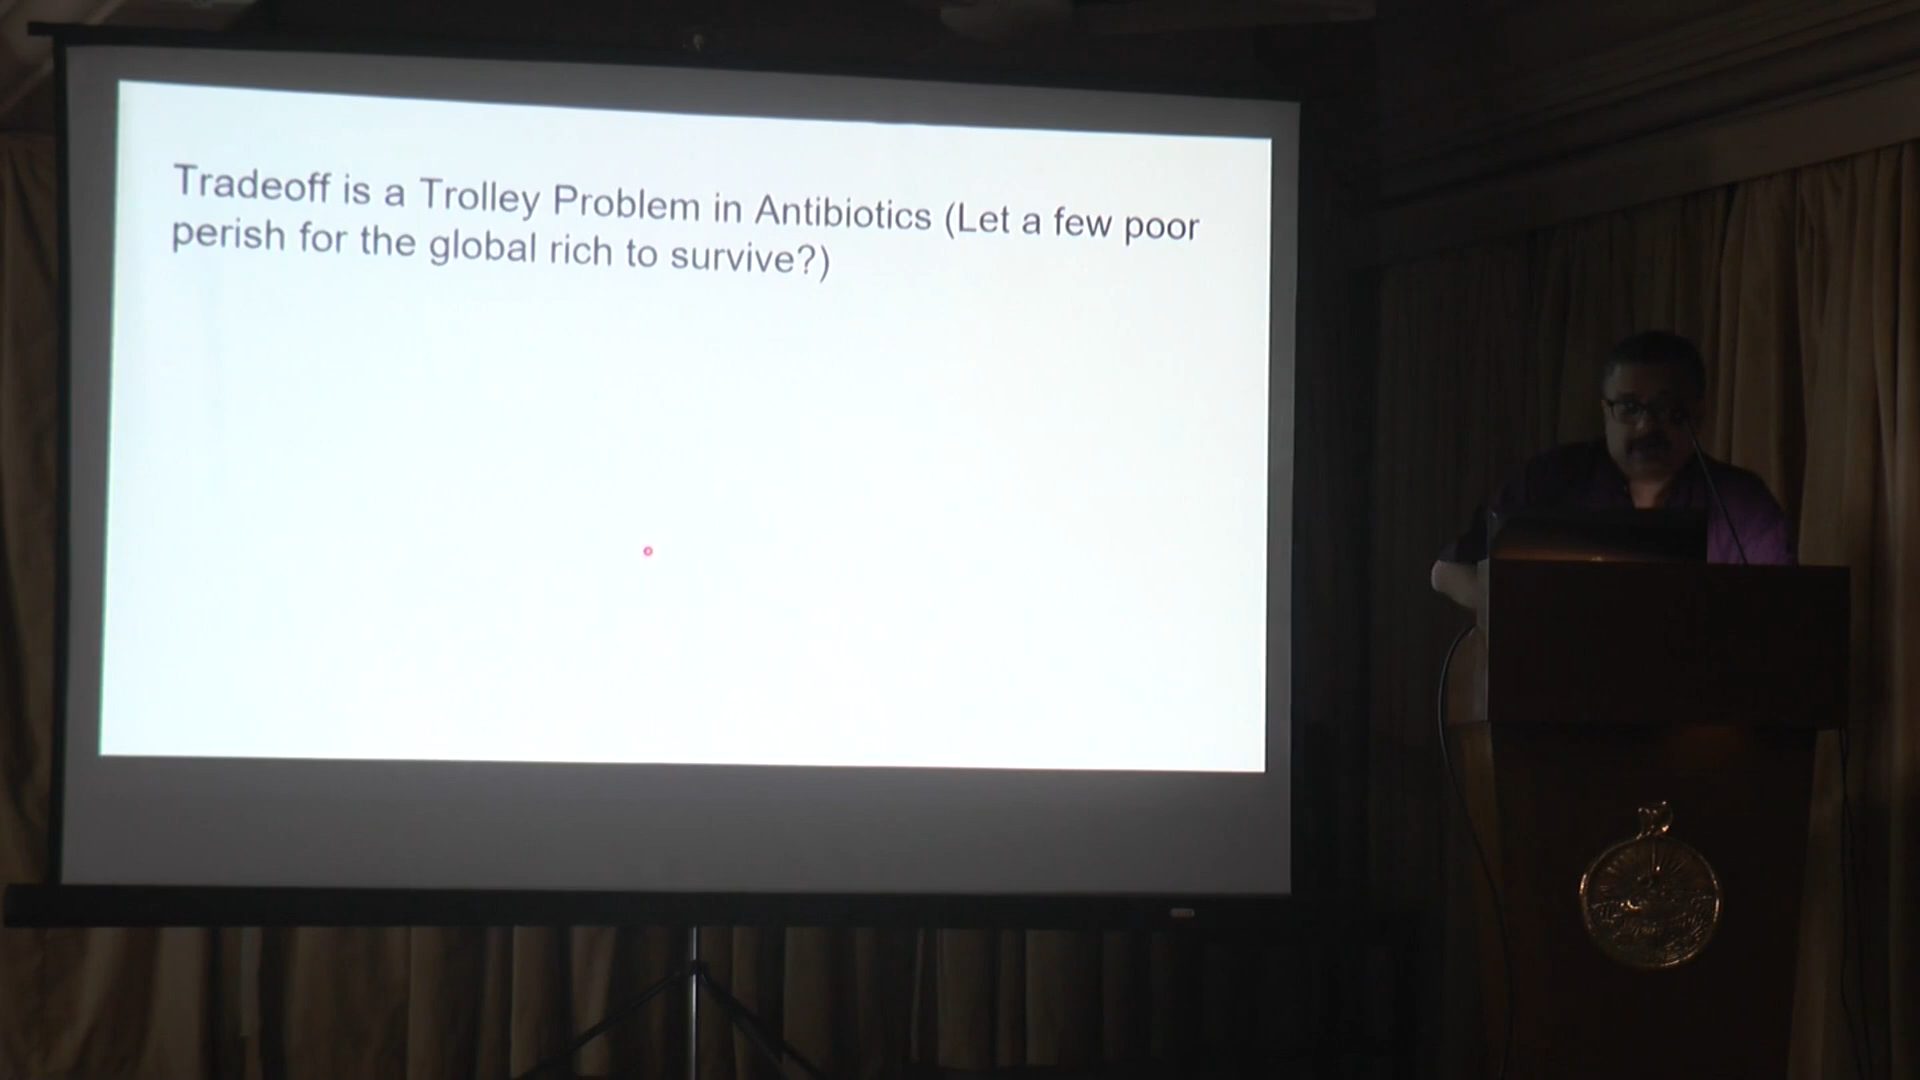 Tradeoff is a Trolley Problem in Antibiotics (Let a few poor
perish for the global rich to survive?)